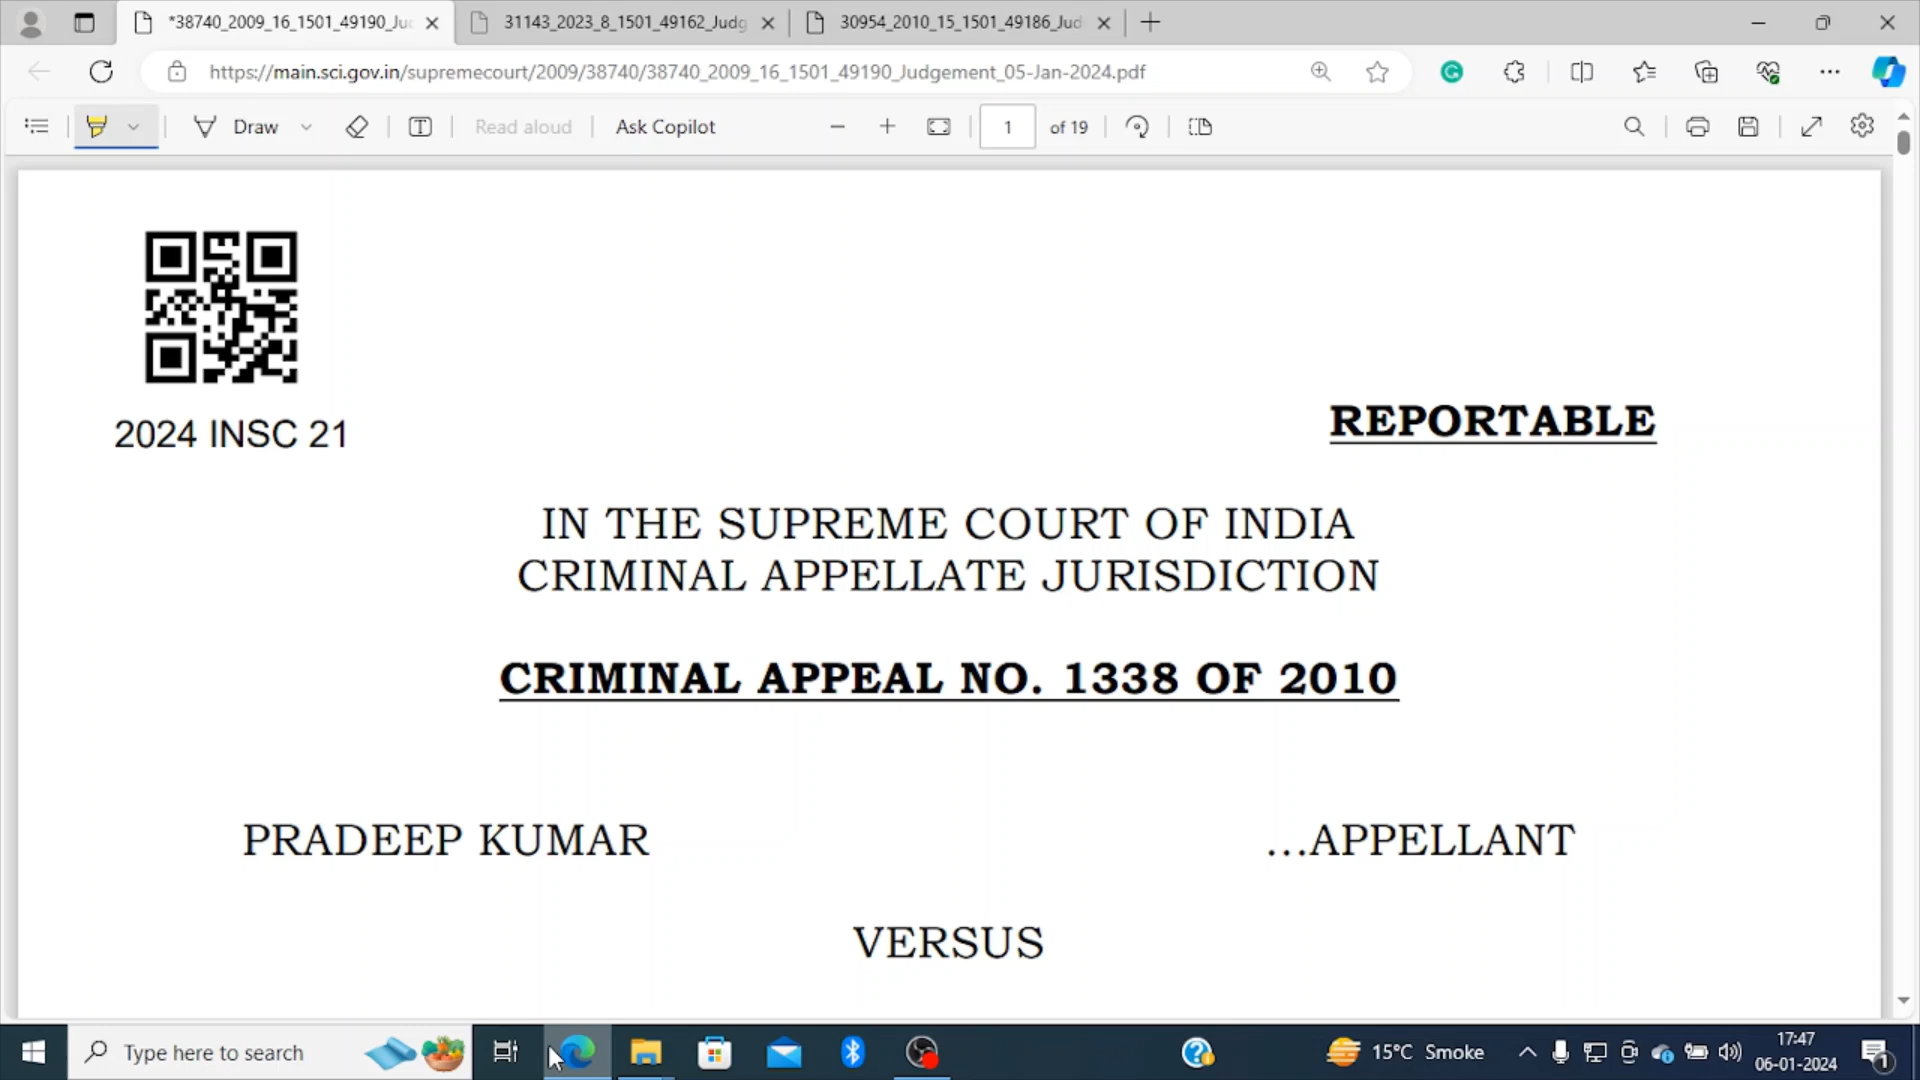 *38740_2009_16_1501_49190_Ju
31143_2023_8_1501_49162_Judg
30954_2010_15_1501_49186_Jud
https://main.sci.gov.in/supremecourt/2009/38740/38740_2009_16_1501_49190_Judgement_05-Jan-2024.pdf
Draw
Read aloud
Ask Copilot
1 of 19
2024 INSC 21
REPORTABLE
IN THE SUPREME COURT OF INDIA
CRIMINAL APPELLATE JURISDICTION
CRIMINAL APPEAL NO. 1338 OF 2010
PRADEEP KUMAR ...APPELLANT
VERSUS
Type here to search
15°C Smoke
17:47
06-01-2024
1